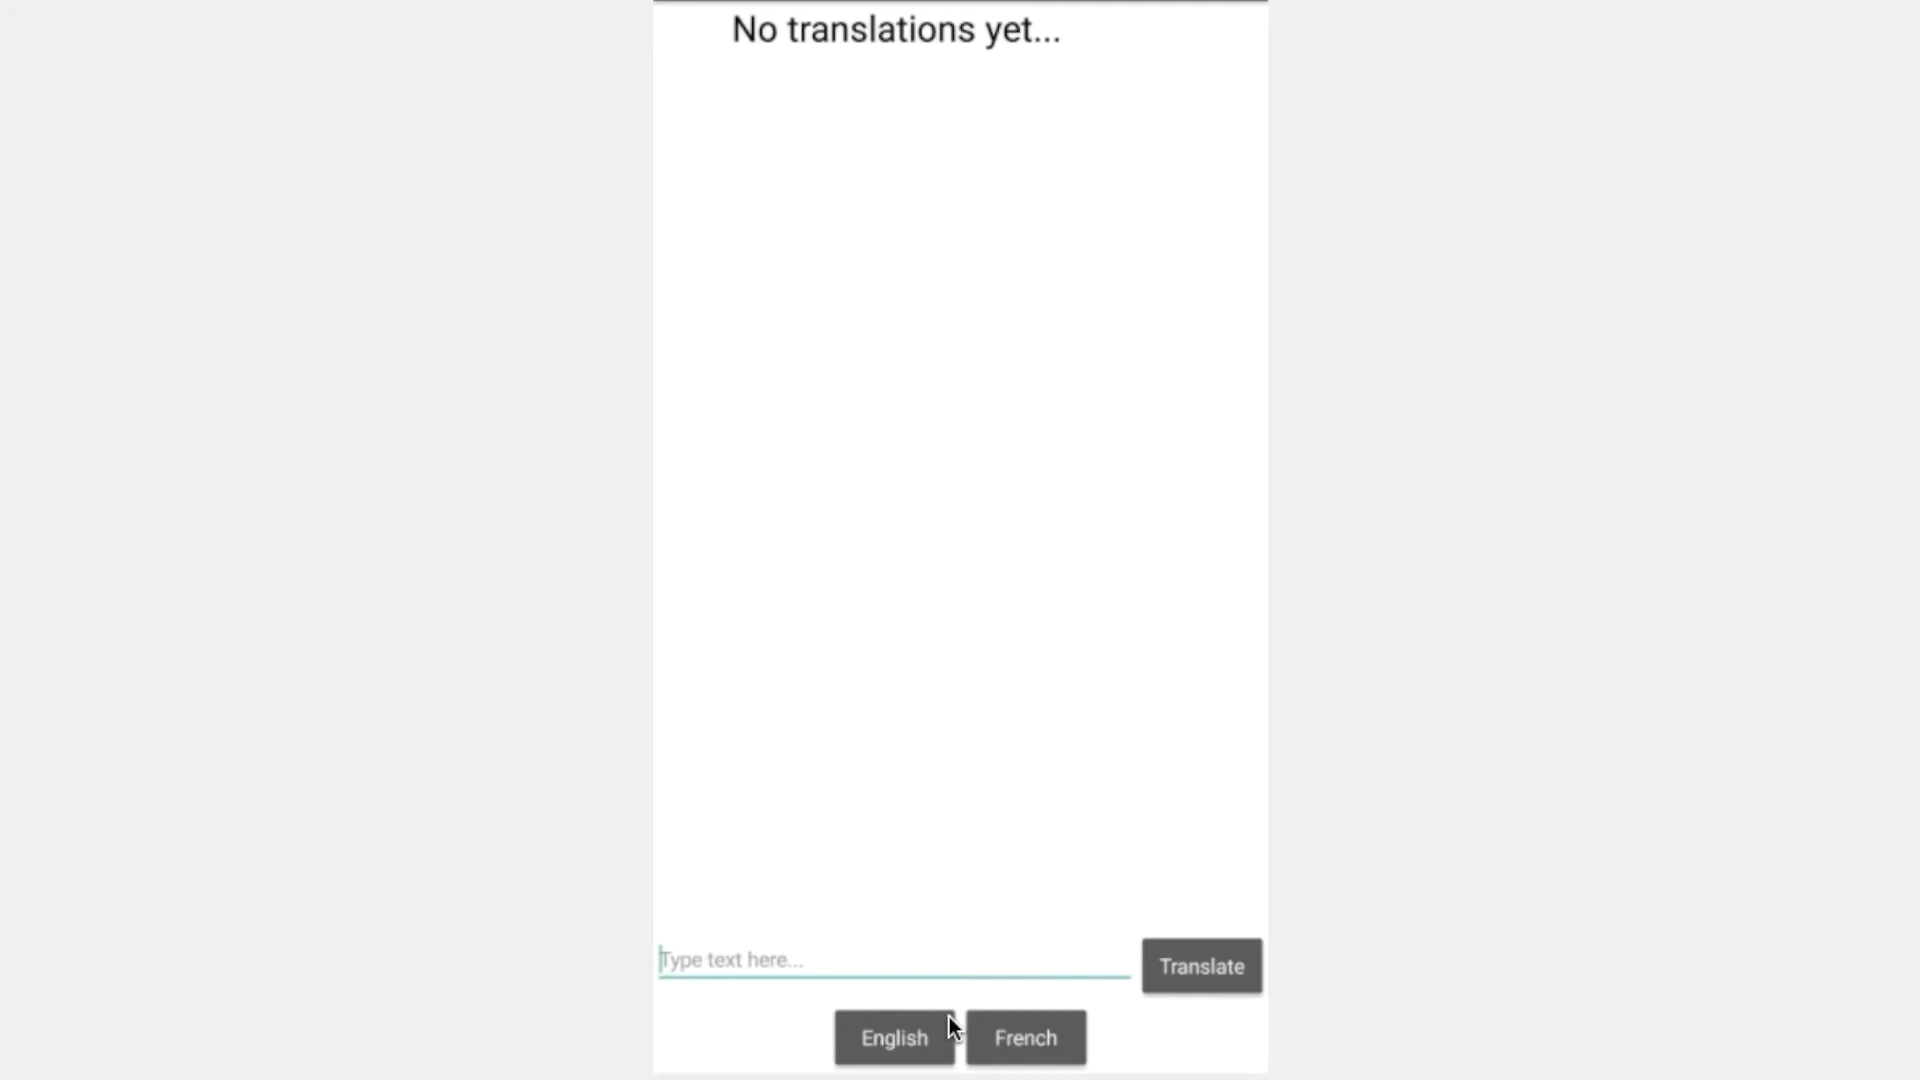 No translations yet...
Type text here...
Translate
English
French